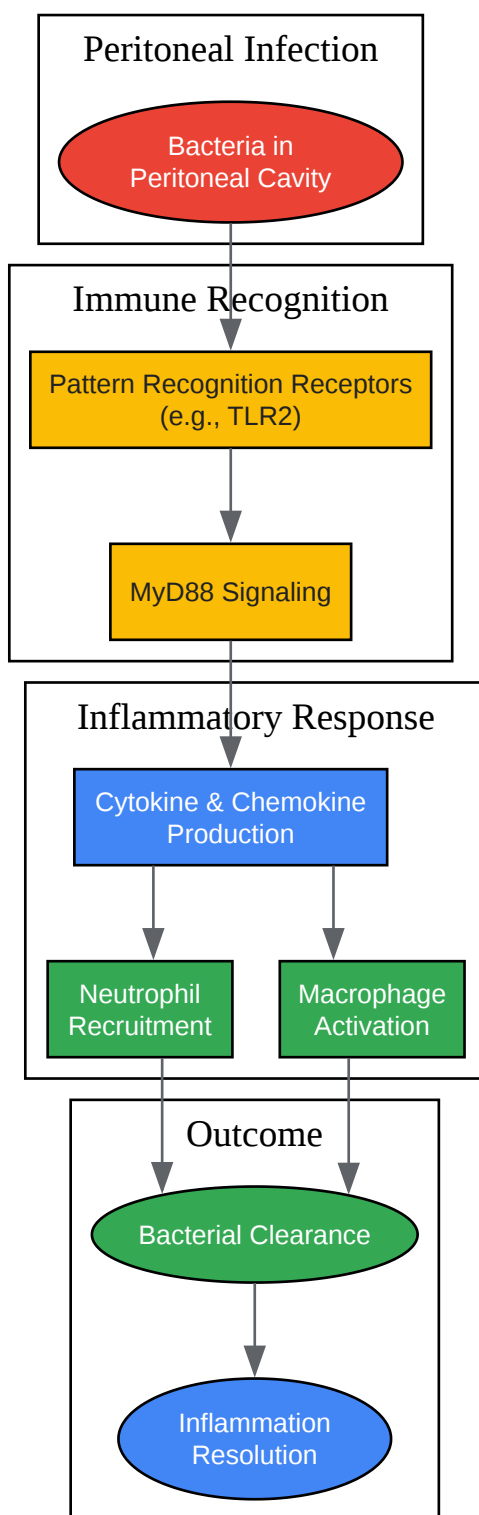 Peritoneal Infection
Bacteria in
Peritoneal Cavity
Immune Recognition
Pattern Recognition Receptors
(e.g., TLR2)
MyD88 Signaling
Inflammatory Response
Cytokine & Chemokine
Production
Neutrophil
Recruitment
Macrophage
Activation
Outcome
Bacterial Clearance
Inflammation
Resolution